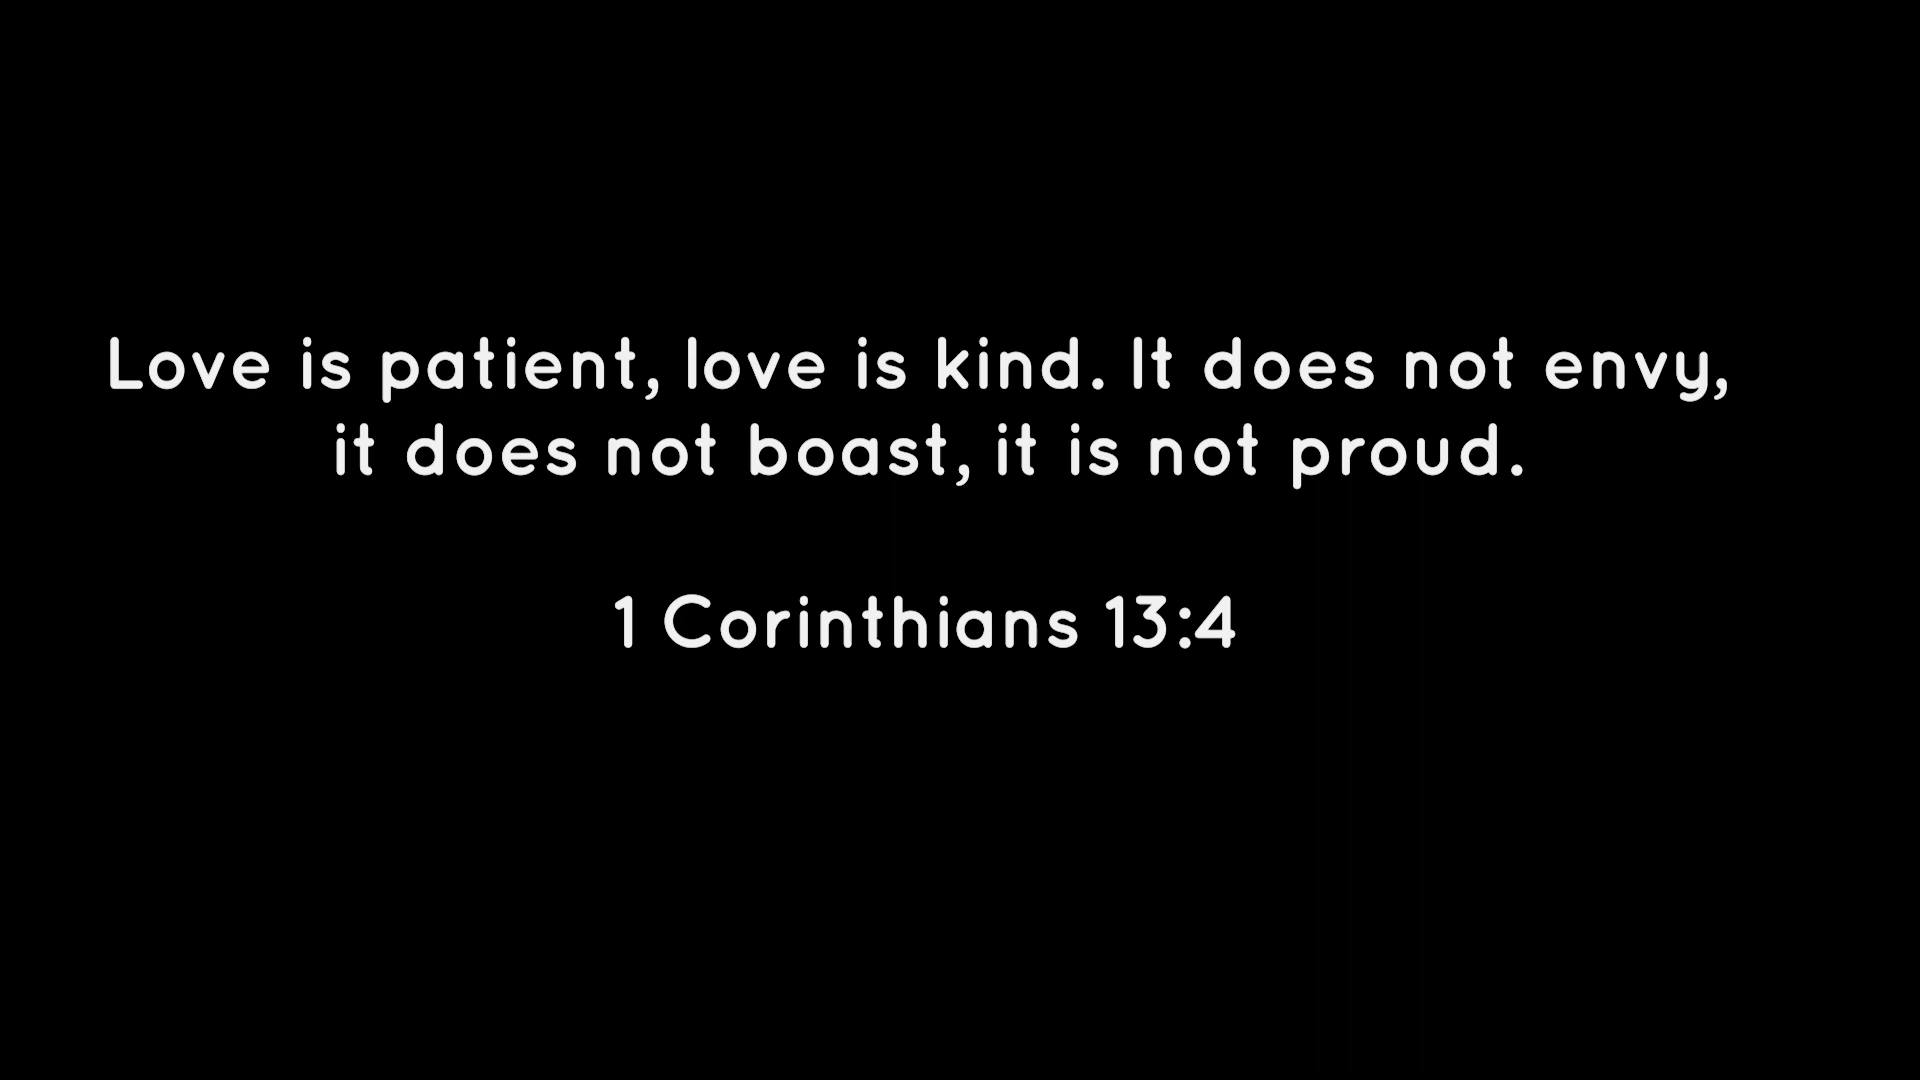 Love is patient, love is kind. It does not envy,
it does not boast, it is not proud.
1 Corinthians 13:4